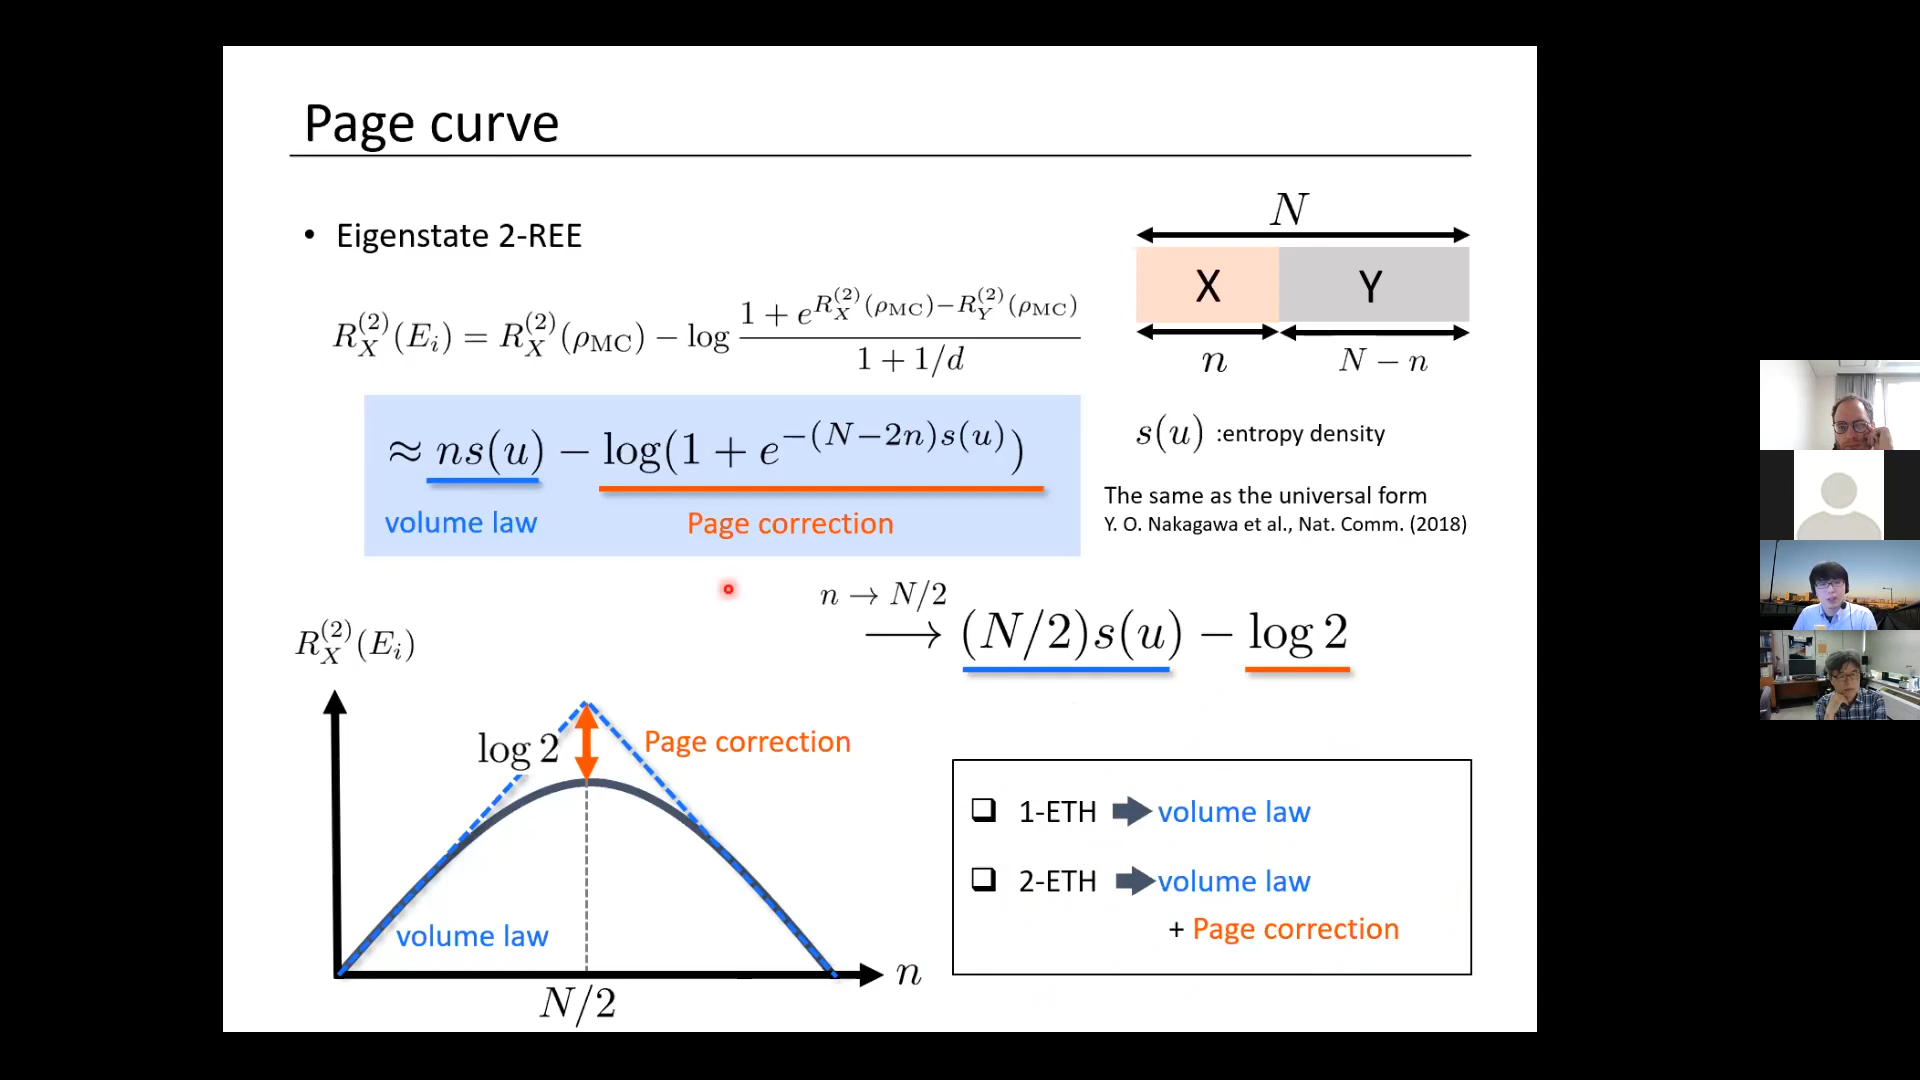 Page curve
• Eigenstate 2-REE
R_X^{(2)}(E_i) = R_X^{(2)}(ρ_MC) − log \frac{1 + e^{R_X^{(2)}(ρ_MC) − R_Y^{(2)}(ρ_MC)}}{1 + 1/d}
N
X Y
n N − n
≈ ns(u) − log(1 + e^{−(N−2n)s(u)})
volume law Page correction
s(u) :entropy density
The same as the universal form
Y. O. Nakagawa et al., Nat. Comm. (2018)
n → N/2
⟶ (N/2)s(u) − log 2
R_X^{(2)}(E_i)
log 2
Page correction
volume law
n
N/2
❑ 1-ETH ➡ volume law
❑ 2-ETH ➡ volume law
+ Page correction